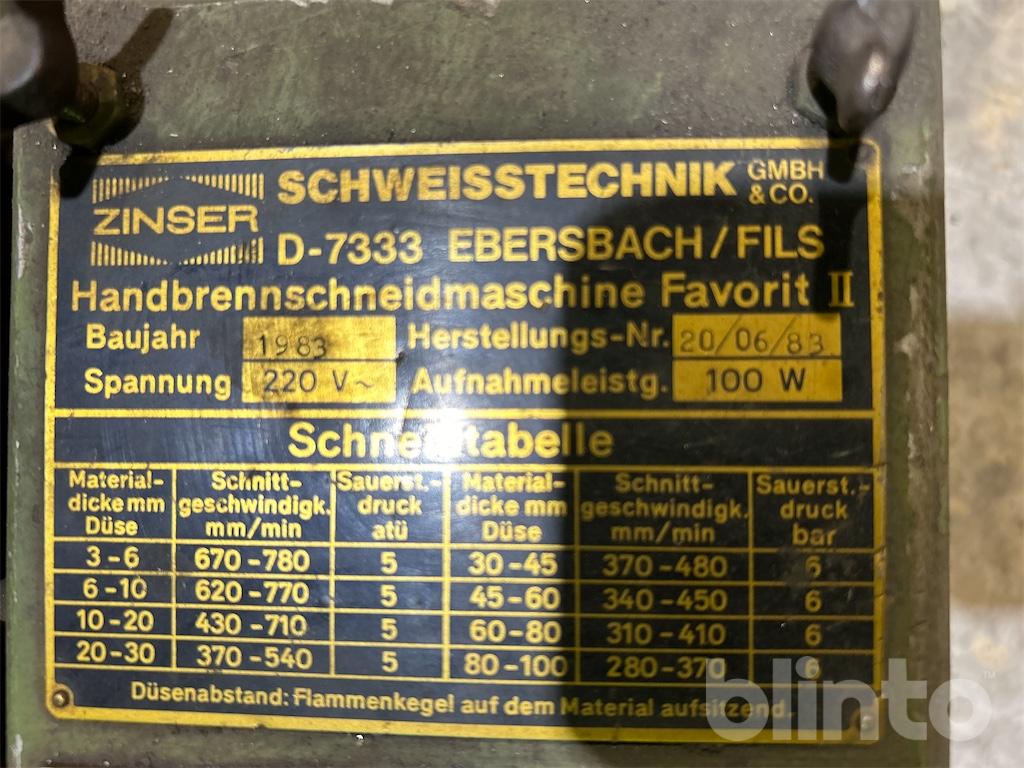 ZINSER SCHWEISSTECHNIK GMBH & CO.
D-7333 EBERSBACH/FILS
Handbrennschneidmaschine Favorit II
Baujahr 1983 Herstellungs-Nr. 20/06/83
Spannung 220 V~ Aufnahmeleistg. 100 W
Schneidtabelle
Material- Schnitt- Sauerst.- Material- Schnitt- Sauerst.-
dicke mm geschwindigk. druck dicke mm geschwindigk. druck
Düse mm/min atü Düse mm/min bar
3-6 670-780 5 30-45 370-480 6
6-10 620-770 5 45-60 340-450 6
10-20 430-710 5 60-80 310-410 6
20-30 370-540 5 80-100 280-370 6
Düsenabstand: Flammenkegel auf dem Material aufsitzend.
blinto™